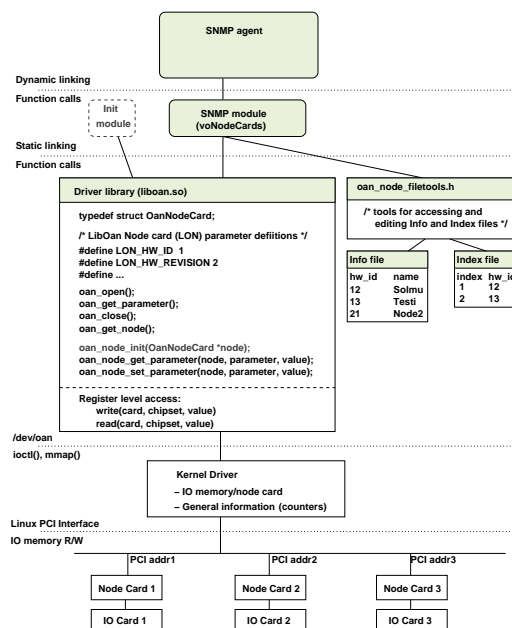 SNMP agent
Dynamic linking
Function calls
Init
module
SNMP module
(voNodeCards)
Static linking
Function calls
Driver library (liboan.so)
typedef struct OanNodeCard;
/* LibOan Node card (LON) parameter defiitions */
#define LON_HW_ID 1
#define LON_HW_REVISION 2
#define ...
oan_open();
oan_get_parameter();
oan_close();
oan_get_node();
oan_node_init(OanNodeCard *node);
oan_node_get_parameter(node, parameter, value);
oan_node_set_parameter(node, parameter, value);
Register level access:
write(card, chipset, value)
read(card, chipset, value)
oan_node_filetools.h
/* tools for accessing and
editing Info and Index files */
Info file
hw_id name
12 Solmu
13 Testi
21 Node2
Index file
index hw_id
1 12
2 13
/dev/oan
ioctl(), mmap()
Kernel Driver
– IO memory/node card
– General information (counters)
Linux PCI Interface
IO memory R/W
PCI addr1 PCI addr2 PCI addr3
Node Card 1 Node Card 2 Node Card 3
IO Card 1 IO Card 2 IO Card 3